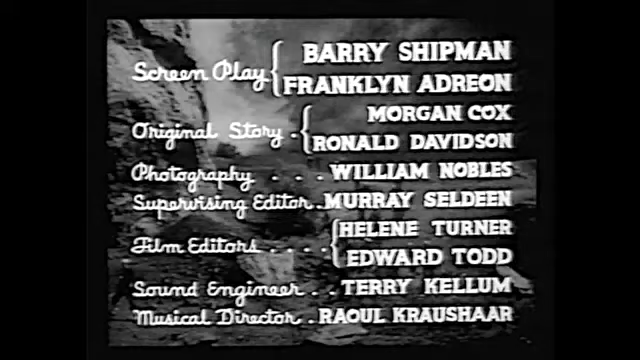 Screen Play { BARRY SHIPMAN
FRANKLYN ADREON
Original Story . { MORGAN COX
RONALD DAVIDSON
Photography . . . WILLIAM NOBLES
Supervising Editor . MURRAY SELDEEN
Film Editors . . . . { HELENE TURNER
EDWARD TODD
Sound Engineer . . TERRY KELLUM
Musical Director . RAOUL KRAUSHAAR